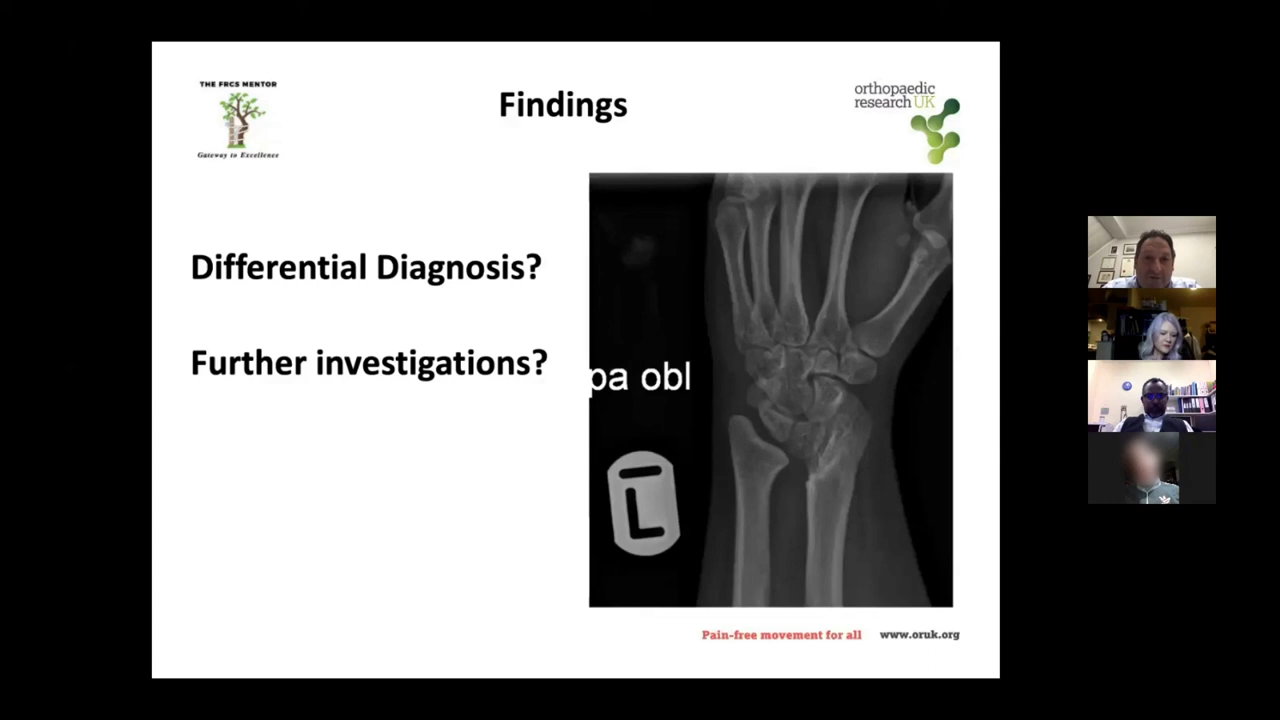 THE FRCS MENTOR
Gateway to Excellence
Findings
orthopaedic
research UK
Differential Diagnosis?
Further investigations?
pa obl
L
Pain-free movement for all www.oruk.org